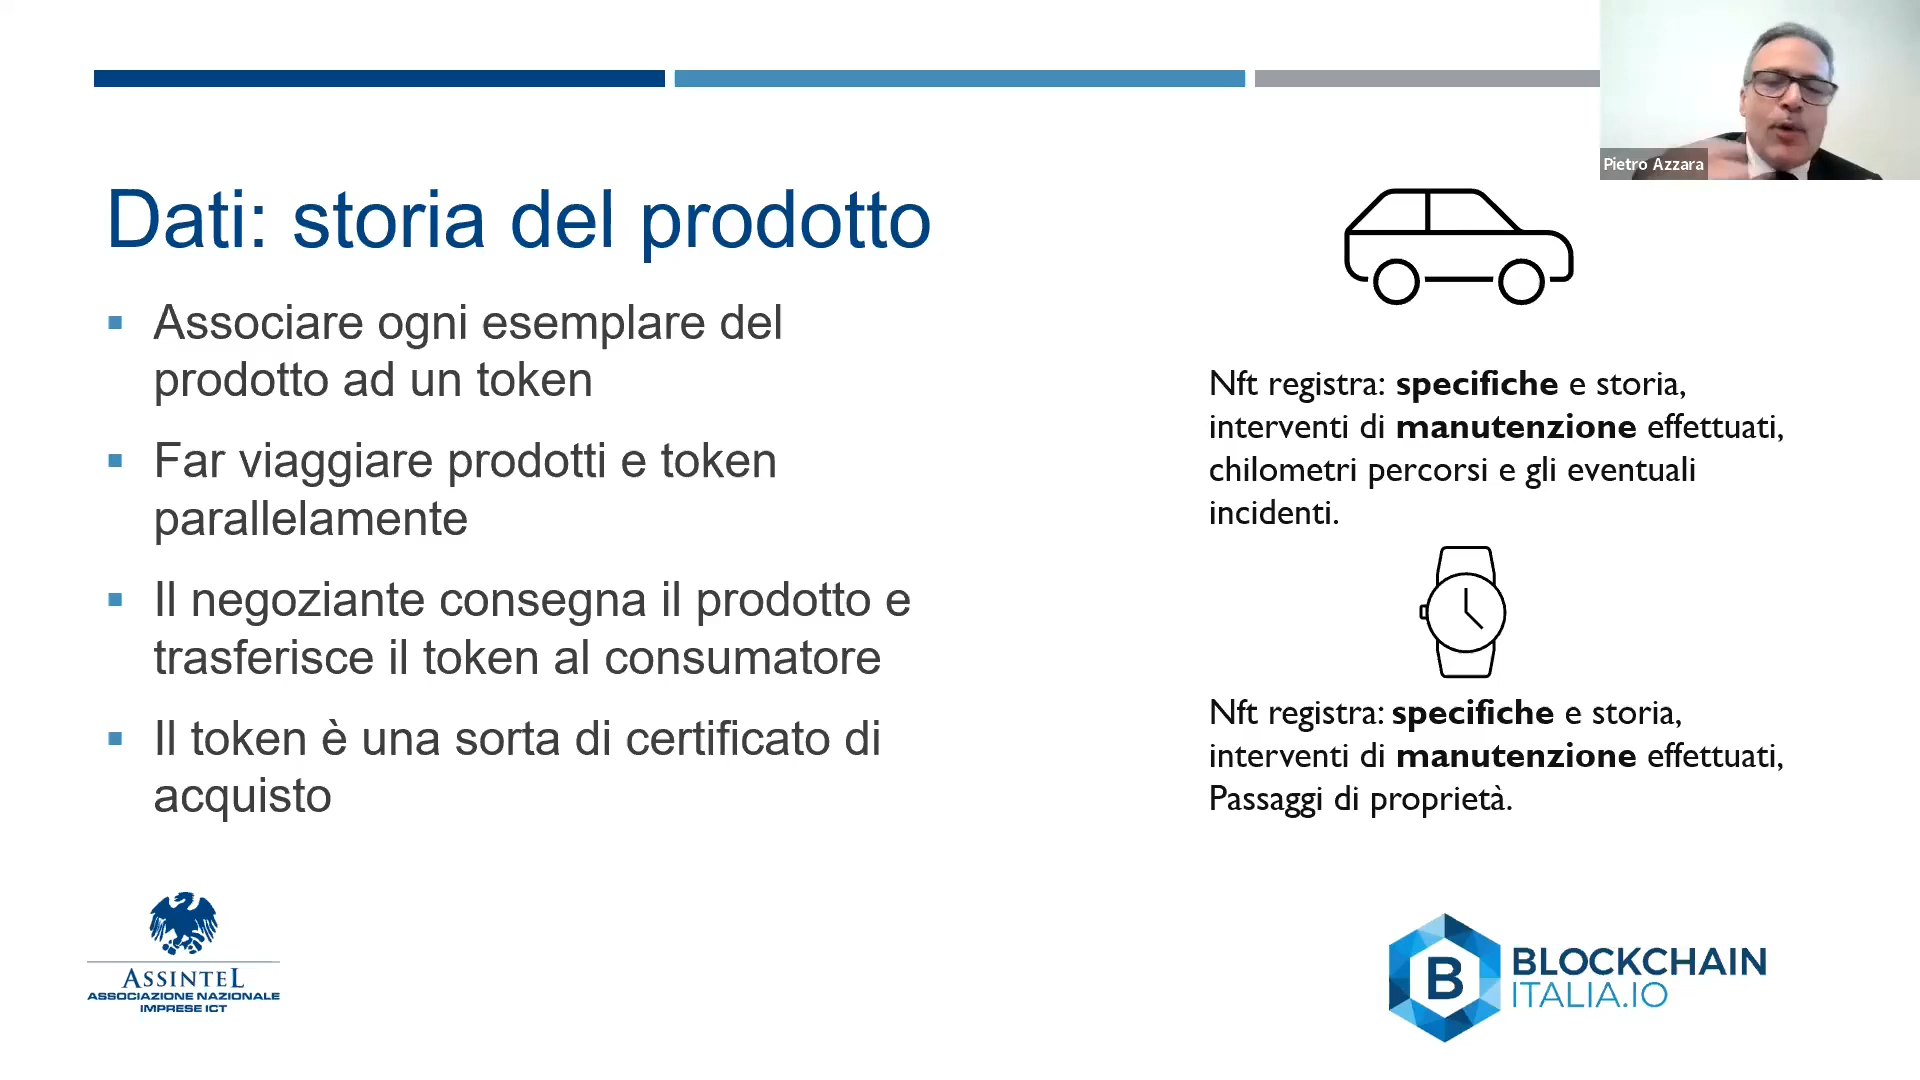 Pietro Azzara
Dati: storia del prodotto
Associare ogni esemplare del
prodotto ad un token
Far viaggiare prodotti e token
parallelamente
Il negoziante consegna il prodotto e
trasferisce il token al consumatore
Il token è una sorta di certificato di
acquisto
Nft registra: specifiche e storia,
interventi di manutenzione effettuati,
chilometri percorsi e gli eventuali
incidenti.
Nft registra: specifiche e storia,
interventi di manutenzione effettuati,
Passaggi di proprietà.
ASSINTEL
ASSOCIAZIONE NAZIONALE
IMPRESE ICT
B
BLOCKCHAIN
ITALIA.IO